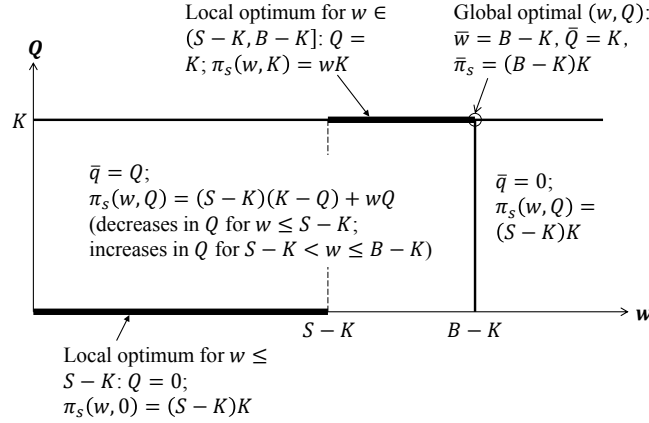 Local optimum for w ∈
(S − K, B − K]: Q =
K; π_s(w, K) = wK
Global optimal (w, Q):
w̄ = B − K, Q̄ = K,
π̄_s = (B − K)K
Q
K
q̄ = Q;
π_s(w, Q) = (S − K)(K − Q) + wQ
(decreases in Q for w ≤ S − K;
increases in Q for S − K < w ≤ B − K)
q̄ = 0;
π_s(w, Q) =
(S − K)K
S − K
B − K
w
Local optimum for w ≤
S − K: Q = 0;
π_s(w, 0) = (S − K)K